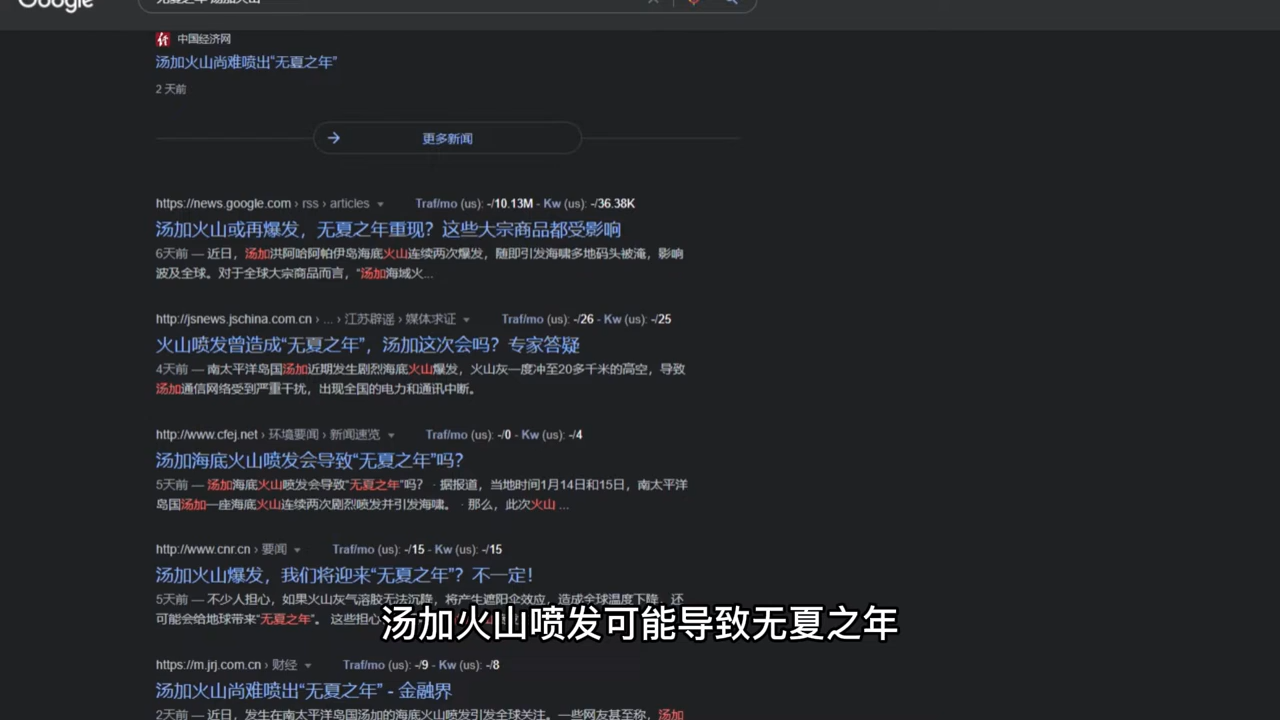 Google
无夏之年 汤加火山
中国经济网
汤加火山尚难喷出“无夏之年”
2 天前
更多新闻
https://news.google.com › rss › articles Traf/mo (us): -/10.13M - Kw (us): -/36.38K
汤加火山或再爆发，无夏之年重现？这些大宗商品都受影响
6天前 — 近日，汤加洪阿哈阿帕伊岛海底火山连续两次爆发，随即引发海啸多地码头被淹，影响
波及全球。对于全球大宗商品而言，“汤加海域火...
http://jsnews.jschina.com.cn › ... › 江苏辟谣 › 媒体求证 Traf/mo (us): -/26 - Kw (us): -/25
火山喷发曾造成“无夏之年”，汤加这次会吗？专家答疑
4天前 — 南太平洋岛国汤加近期发生剧烈海底火山爆发，火山灰一度冲至20多千米的高空，导致
汤加通信网络受到严重干扰，出现全国的电力和通讯中断。
http://www.cfej.net › 环境要闻 › 新闻速览 Traf/mo (us): -/0 - Kw (us): -/4
汤加海底火山喷发会导致“无夏之年”吗？
5天前 — 汤加海底火山喷发会导致“无夏之年”吗？ · 据报道，当地时间1月14日和15日，南太平洋
岛国汤加一座海底火山连续两次剧烈喷发并引发海啸。 · 那么，此次火山 ...
http://www.cnr.cn › 要闻 Traf/mo (us): -/15 - Kw (us): -/15
汤加火山爆发，我们将迎来“无夏之年”？不一定！
5天前 — 不少人担心，如果火山灰气溶胶无法沉降，将产生遮阳伞效应，造成全球温度下降，还
可能会给地球带来“无夏之年”。 这些担心
汤加火山喷发可能导致无夏之年
https://m.jrj.com.cn › 财经 Traf/mo (us): -/9 - Kw (us): -/8
汤加火山尚难喷出“无夏之年” - 金融界
2天前 — 近日，发生在南太平洋岛国汤加的海底火山喷发引发全球关注。一些网友甚至称，汤加